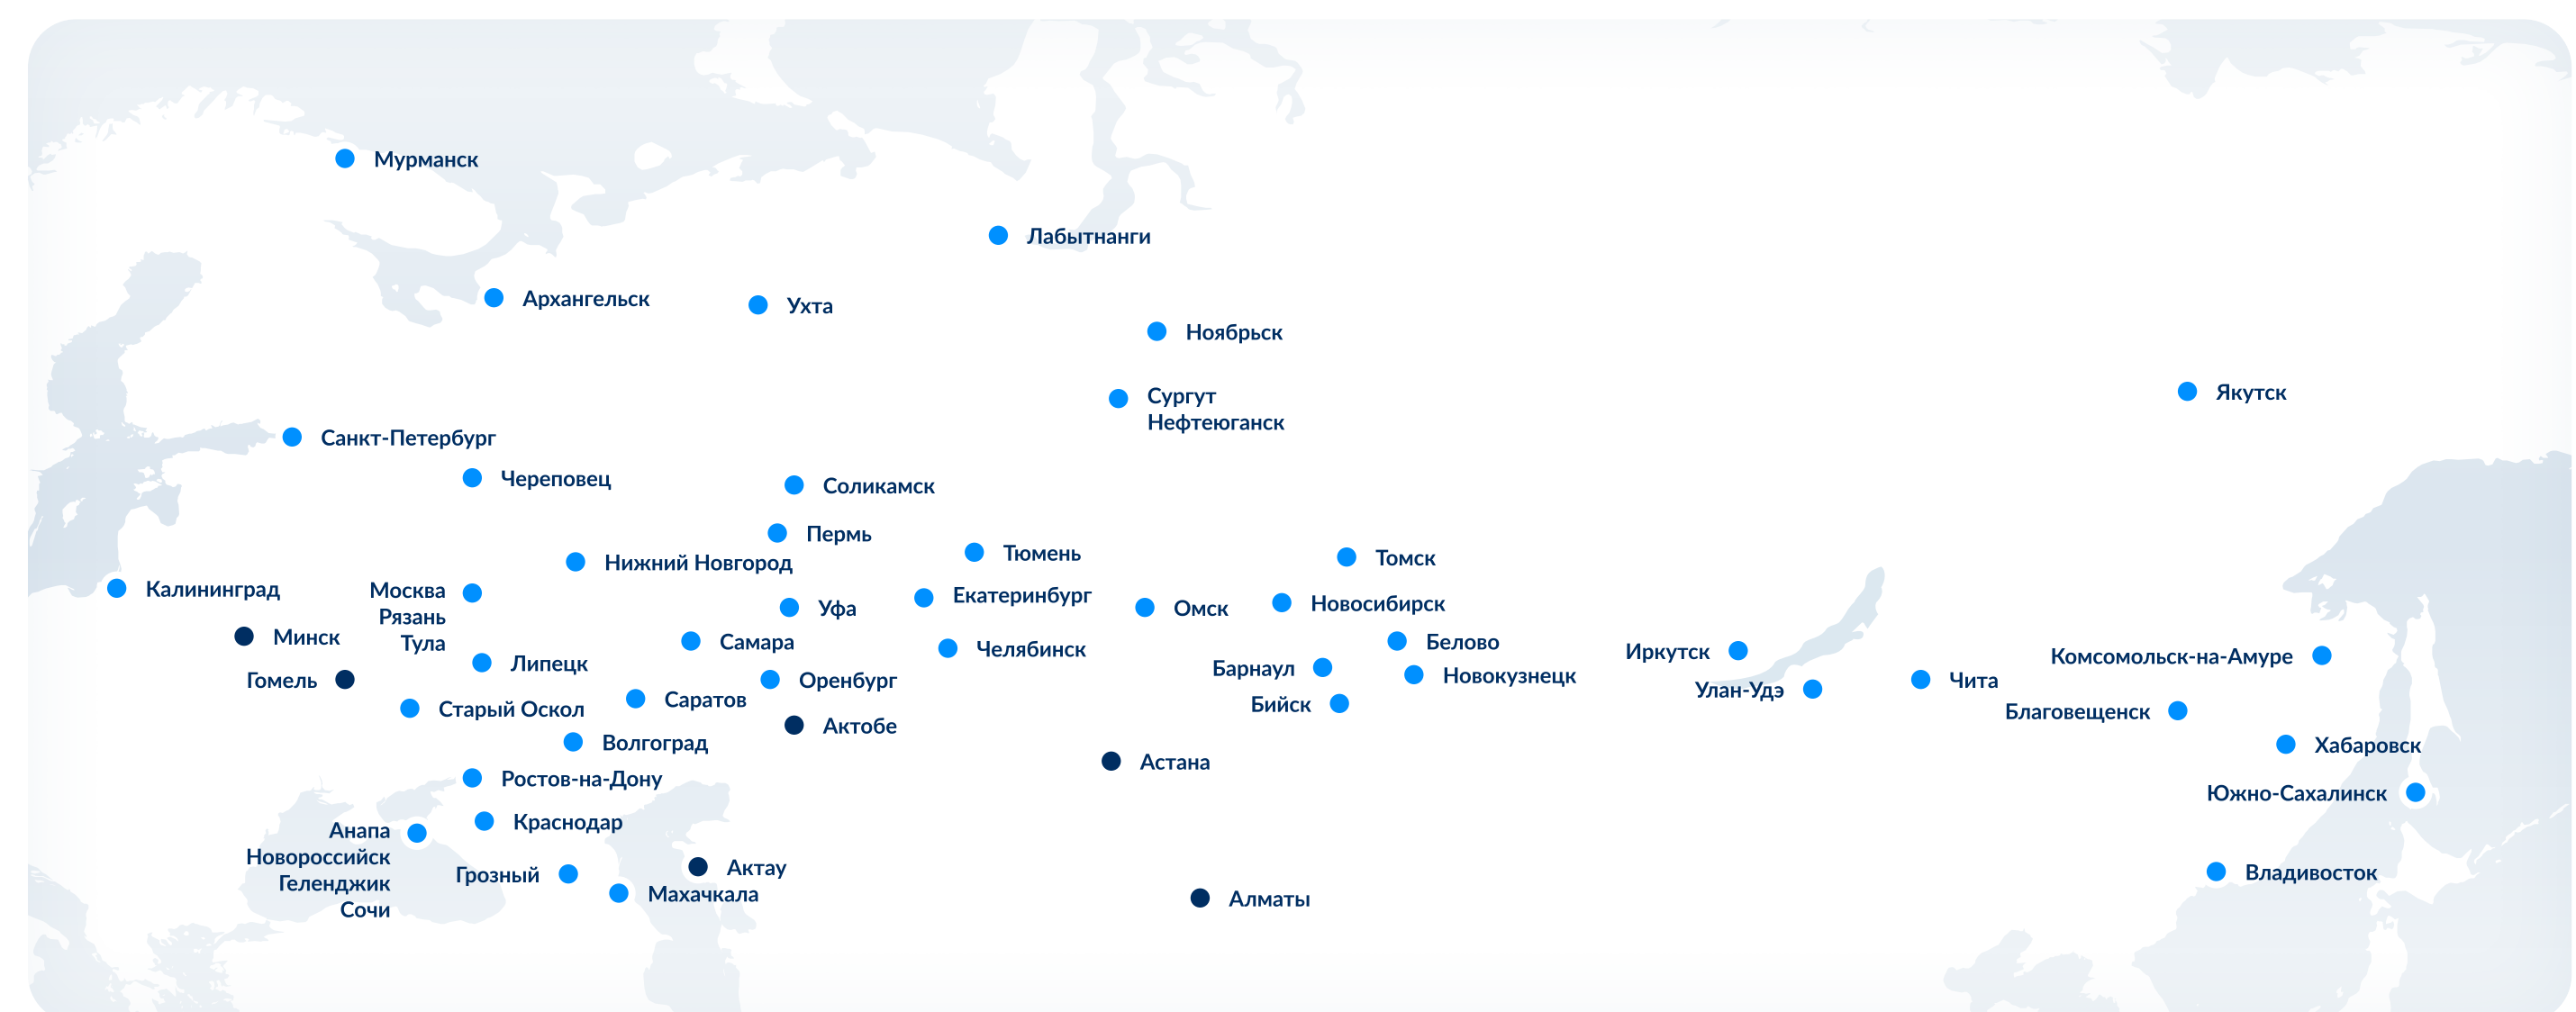 Мурманск
Лабытнанги
Архангельск
Ухта
Ноябрьск
Якутск
Сургут
Нефтеюганск
Санкт-Петербург
Череповец
Соликамск
Пермь
Тюмень
Томск
Нижний Новгород
Калининград
Москва
Рязань
Тула
Екатеринбург
Уфа
Омск
Новосибирск
Минск
Самара
Челябинск
Белово
Иркутск
Комсомольск-на-Амуре
Липецк
Барнаул
Новокузнецк
Гомель
Оренбург
Чита
Улан-Удэ
Саратов
Бийск
Старый Оскол
Благовещенск
Актобе
Волгоград
Хабаровск
Астана
Ростов-на-Дону
Южно-Сахалинск
Краснодар
Анапа
Новороссийск
Геленджик
Сочи
Актау
Грозный
Владивосток
Махачкала
Алматы